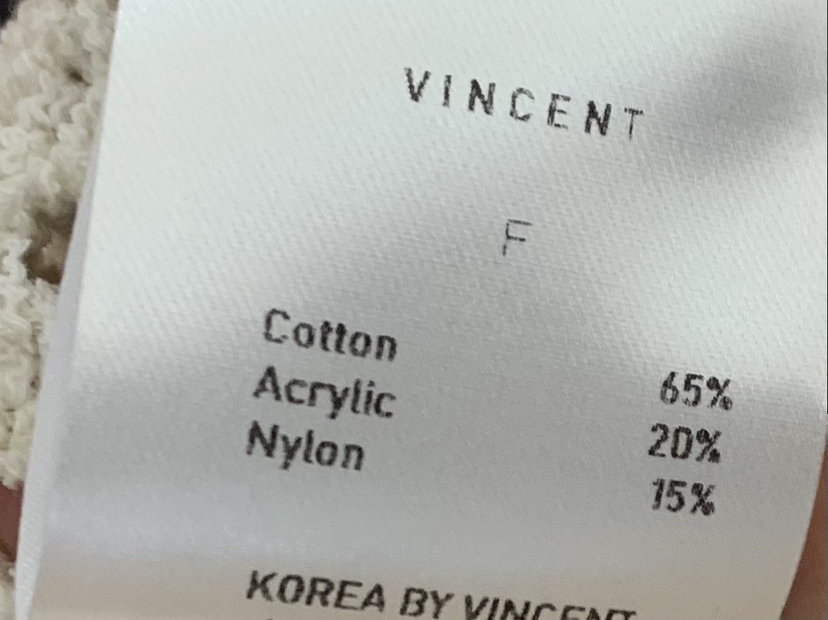 VINCENT
F
Cotton 65%
Acrylic 20%
Nylon 15%
KOREA BY VINCENT